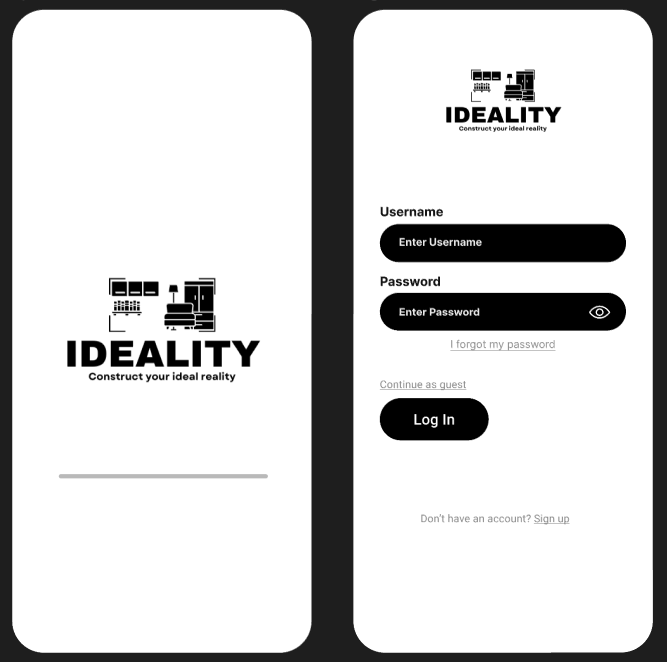 IDEALITY
Construct your ideal reality
IDEALITY
Construct your ideal reality
Username
Enter Username
Password
Enter Password
I forgot my password
Continue as guest
Log In
Don't have an account? Sign up